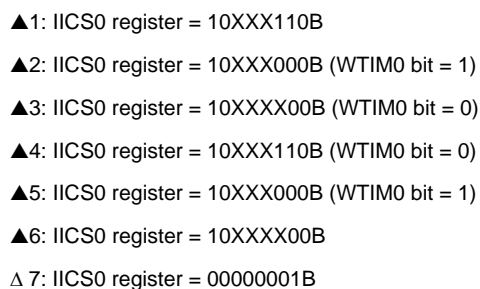 ▲1: IICS0 register = 10XXX110B
▲2: IICS0 register = 10XXX000B (WTIM0 bit = 1)
▲3: IICS0 register = 10XXXX00B (WTIM0 bit = 0)
▲4: IICS0 register = 10XXX110B (WTIM0 bit = 0)
▲5: IICS0 register = 10XXX000B (WTIM0 bit = 1)
▲6: IICS0 register = 10XXXX00B
Δ 7: IICS0 register = 00000001B